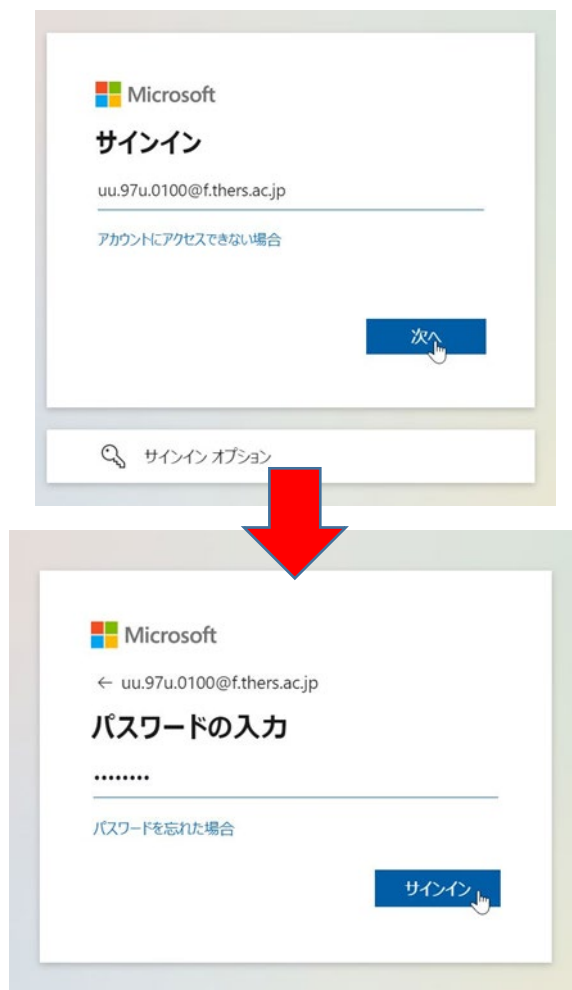 Microsoft
サインイン
uu.97u.0100@f.thers.ac.jp
アカウントにアクセスできない場合
次へ
サインイン オプション
Microsoft
← uu.97u.0100@f.thers.ac.jp
パスワードの入力
••••••••
パスワードを忘れた場合
サインイン